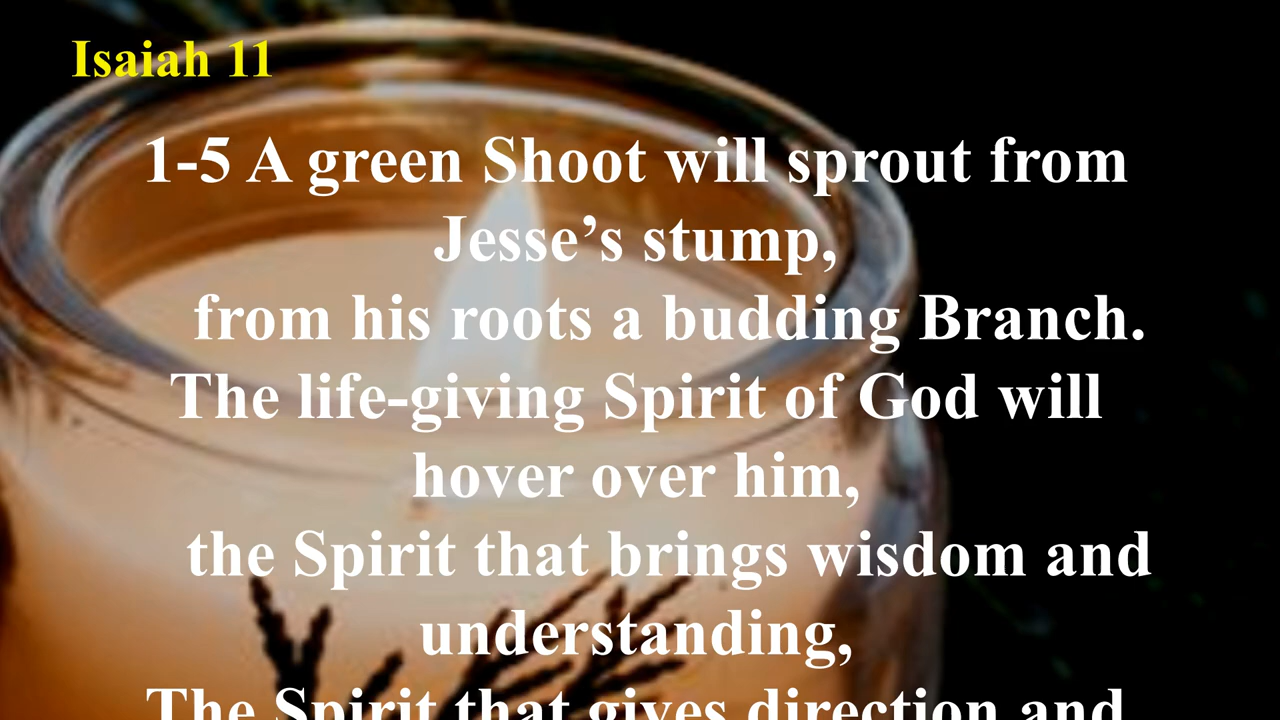 Isaiah 11
1-5 A green Shoot will sprout from
Jesse’s stump,
from his roots a budding Branch.
The life-giving Spirit of God will
hover over him,
the Spirit that brings wisdom and
understanding,
The Spirit that gives direction and